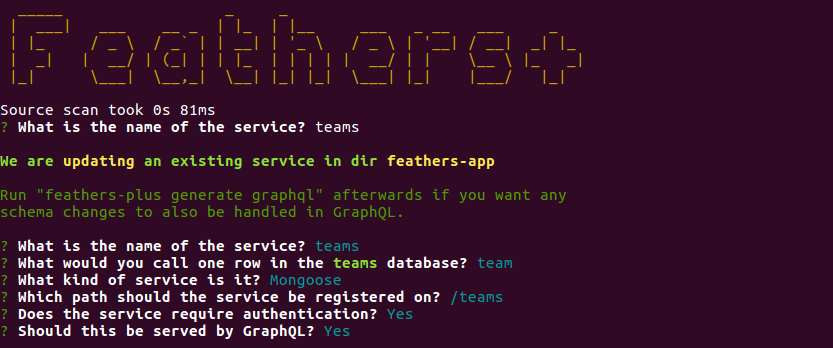 Feathers+
Source scan took 0s 81ms
? What is the name of the service? teams
We are updating an existing service in dir feathers-app
Run "feathers-plus generate graphql" afterwards if you want any
schema changes to also be handled in GraphQL.
? What is the name of the service? teams
? What would you call one row in the teams database? team
? What kind of service is it? Mongoose
? Which path should the service be registered on? /teams
? Does the service require authentication? Yes
? Should this be served by GraphQL? Yes